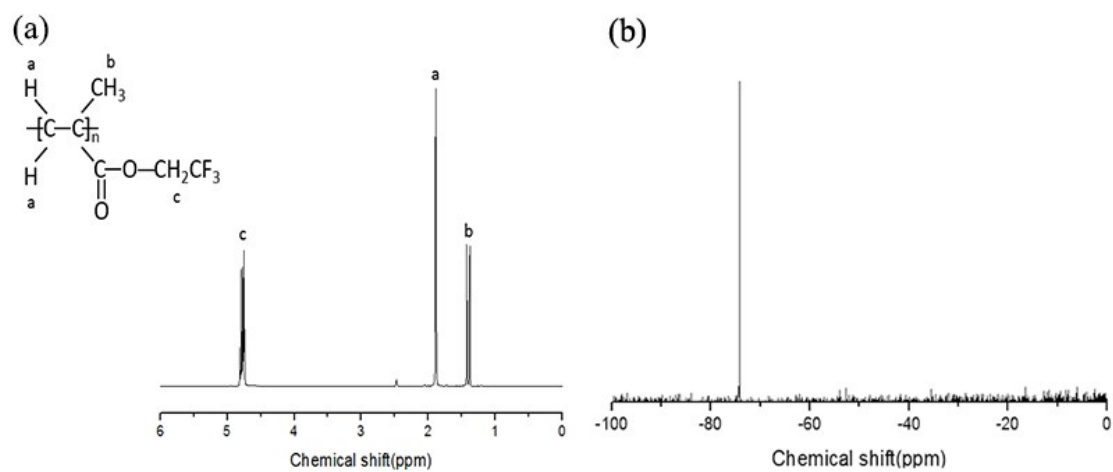 (a)
a
b
H
CH3
-[C-C]n
H
C-O-CH2CF3
a
O
c
c
a
b
6 5 4 3 2 1 0
Chemical shift(ppm)
(b)
-100 -80 -60 -40 -20 0
Chemical shift(ppm)